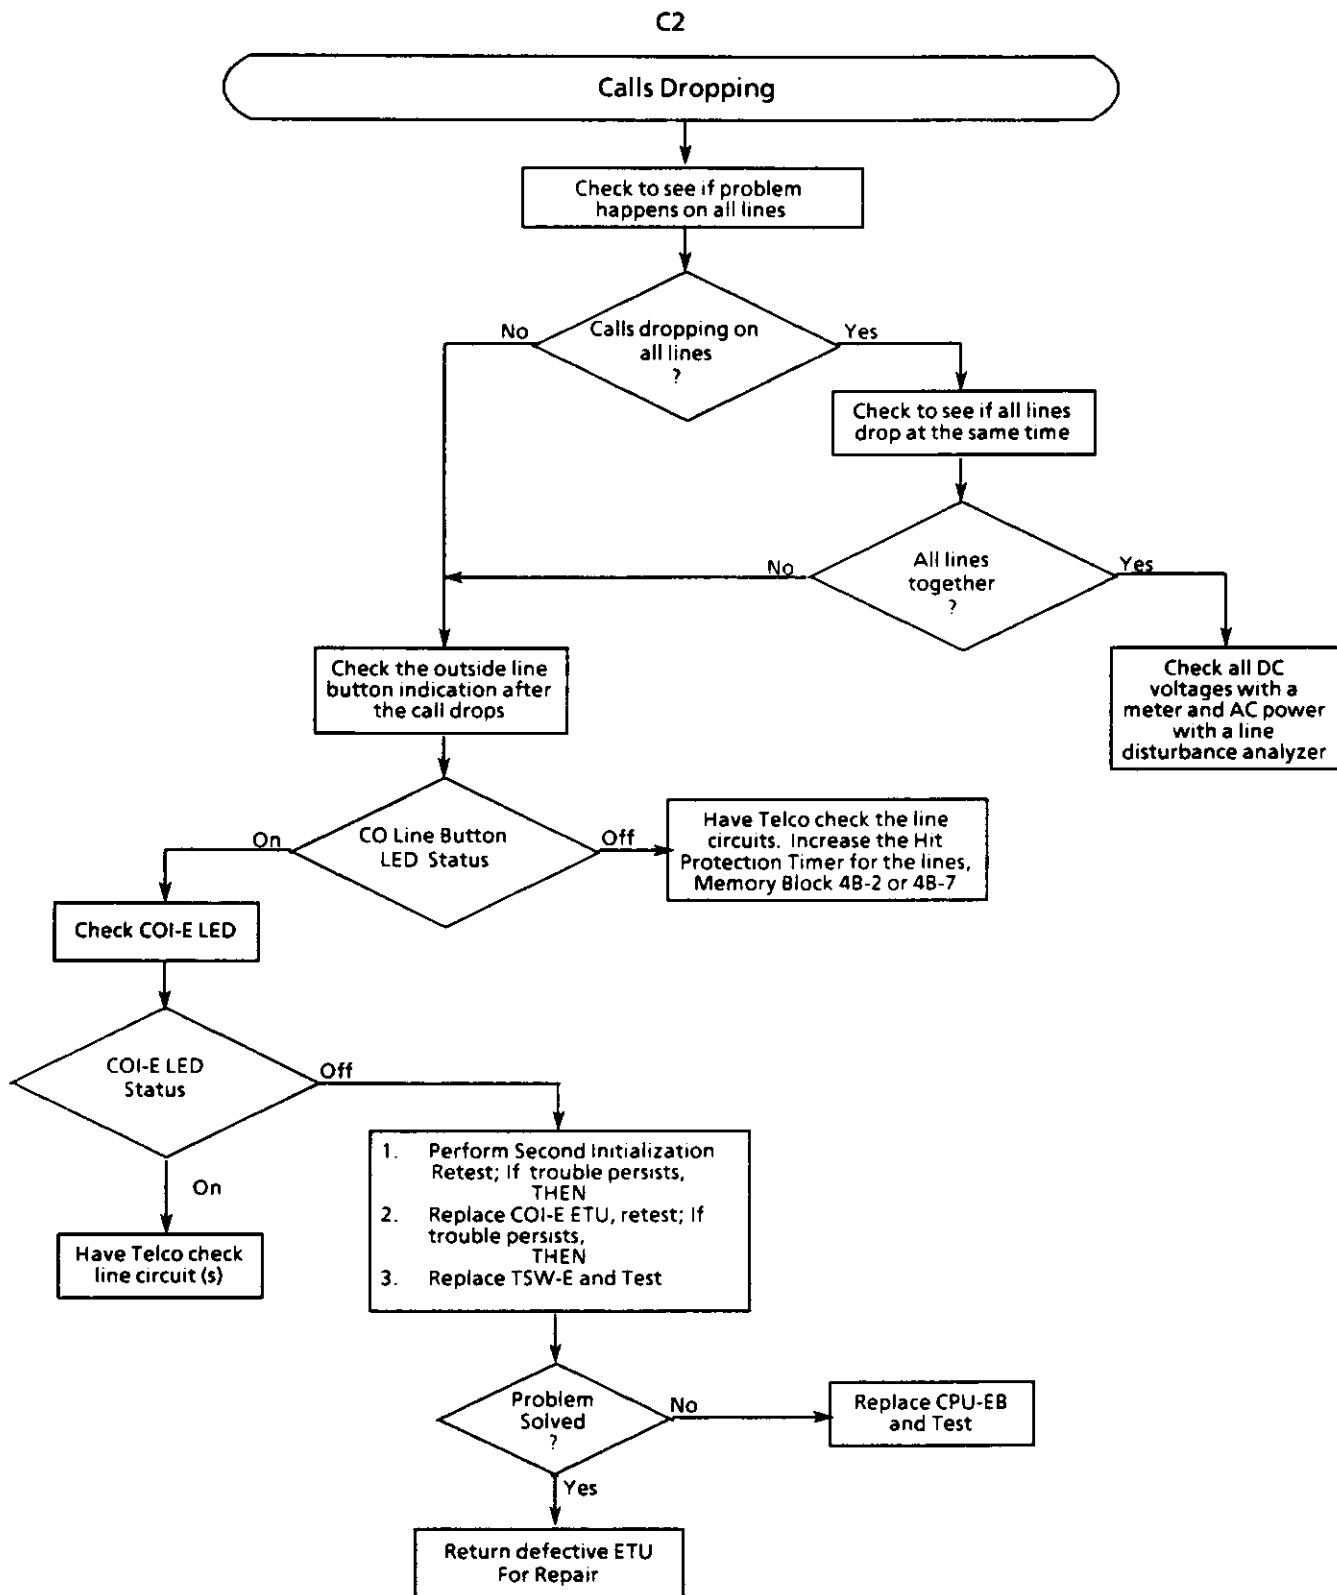 C2
Calls Dropping
Check to see if problem
happens on all lines
No
Calls dropping on
all lines
?
Yes
Check to see if all lines
drop at the same time
No
All lines
together
?
Yes
Check the outside line
button indication after
the call drops
Check all DC
voltages with a
meter and AC power
with a line
disturbance analyzer
On
CO Line Button
LED Status
Off
Have Telco check the line
circuits. Increase the Hit
Protection Timer for the lines,
Memory Block 4B-2 or 4B-7
Check COI-E LED
COI-E LED
Status
Off
On
Have Telco check
line circuit (s)
1. Perform Second Initialization
Retest; If trouble persists,
THEN
2. Replace COI-E ETU, retest; If
trouble persists,
THEN
3. Replace TSW-E and Test
Problem
Solved
?
No
Replace CPU-EB
and Test
Yes
Return defective ETU
For Repair